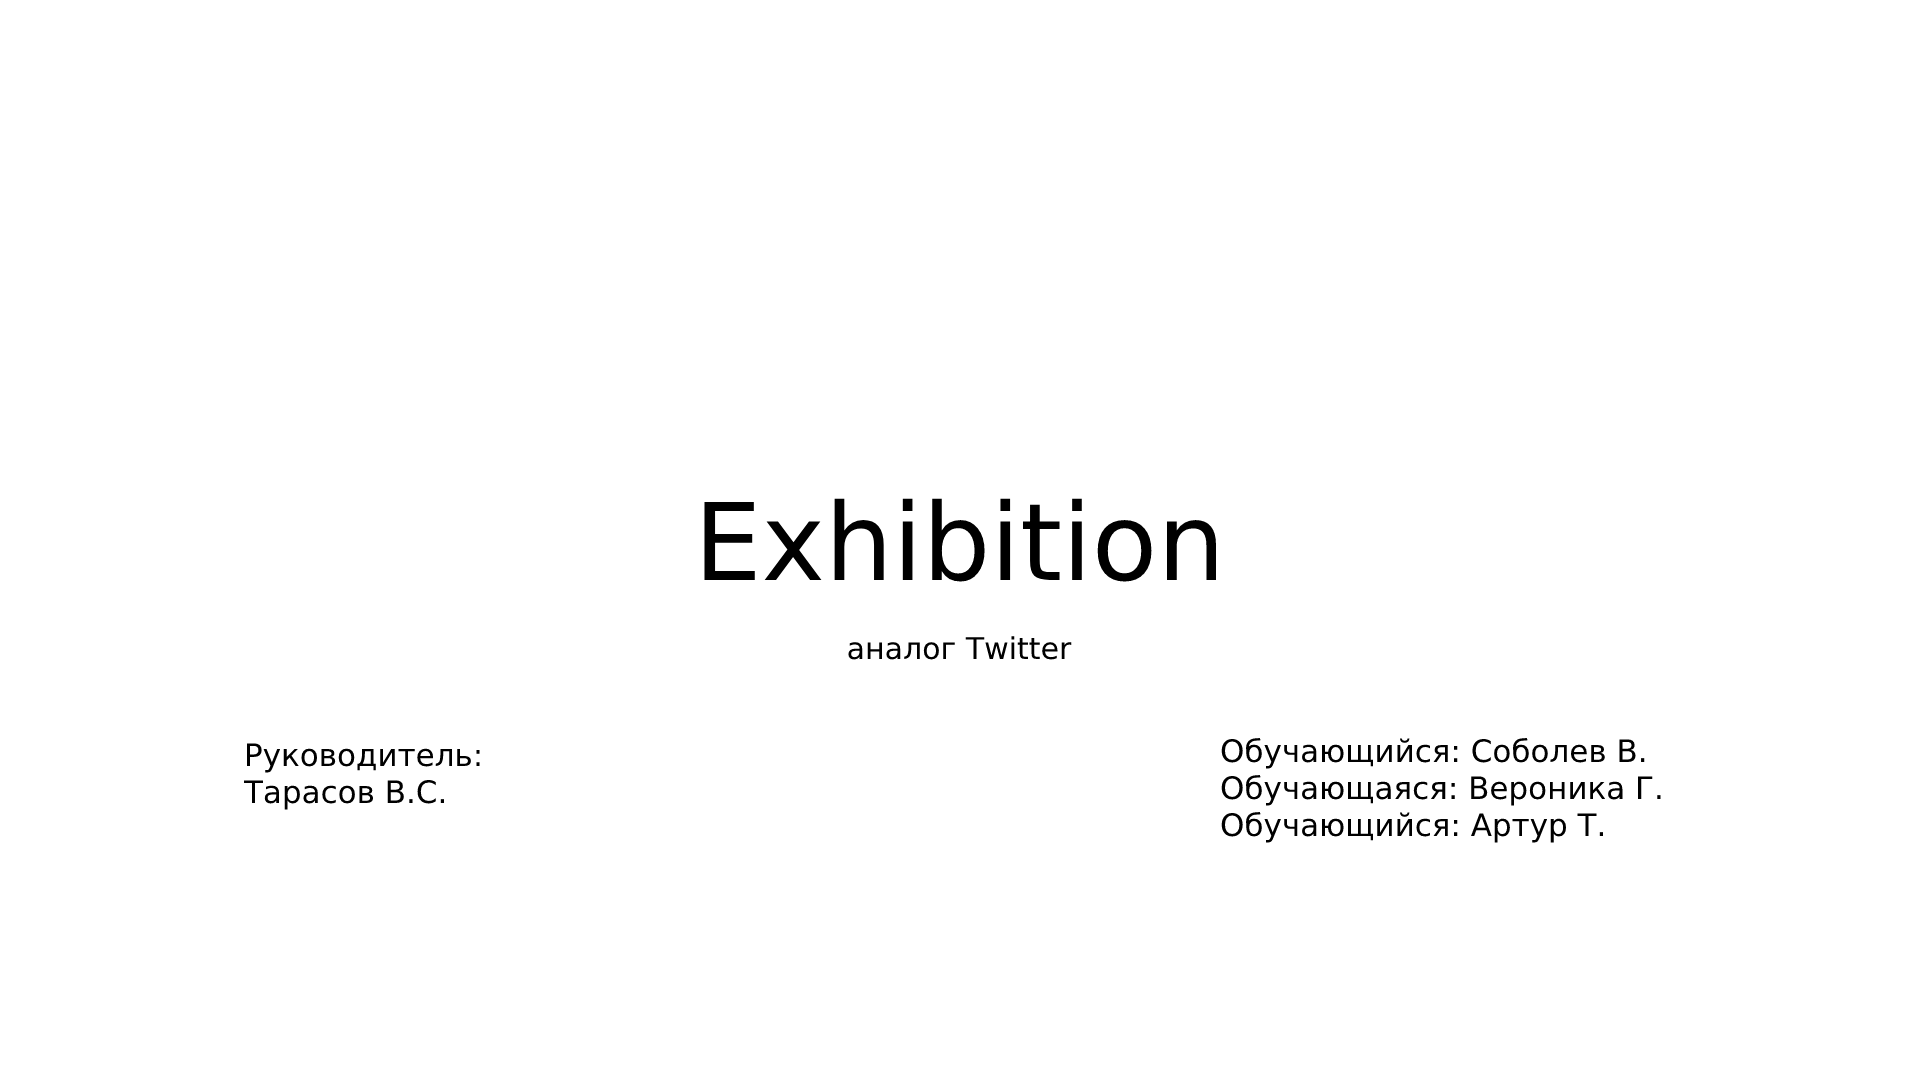 Exhibition
аналог Twitter
Руководитель:
Тарасов В.С.
Обучающийся: Соболев В.
Обучающаяся: Вероника Г.
Обучающийся: Артур Т.